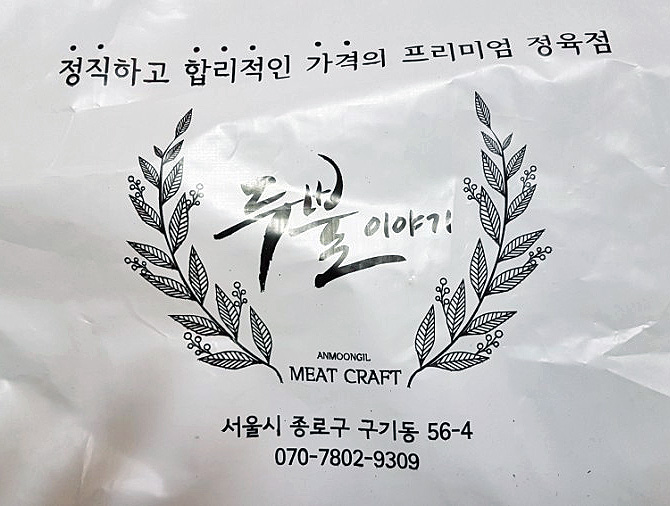 정직하고 합리적인 가격의 프리미엄 정육점
두뿔 이야기
ANMOONGIL
MEAT CRAFT
서울시 종로구 구기동 56-4
070-7802-9309